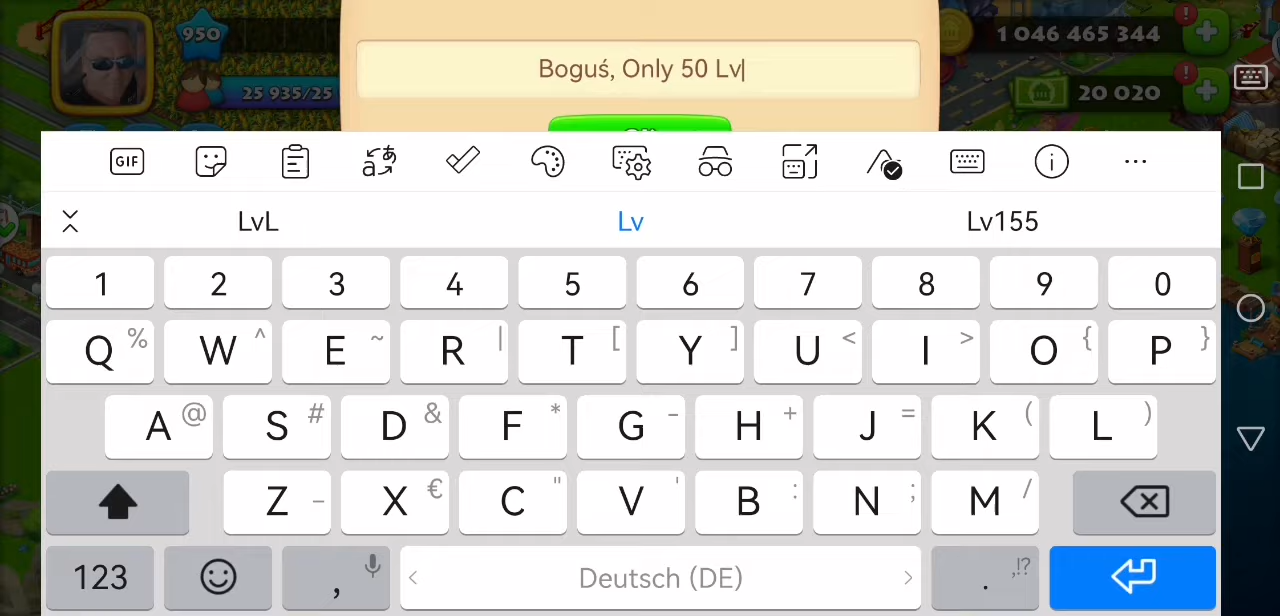 950
25 935/25
Boguś, Only 50 Lv
1 046 465 344
20 020
GIF
LvL
Lv
Lv155
1 2 3 4 5 6 7 8 9 0
Q % W ^ E ~ R | T [ Y ] U < I > O { P }
A @ S # D & F * G - H + J = K ( L )
Z _ X € C " V ' B : N ; M /
123 , < Deutsch (DE) > . ,!?